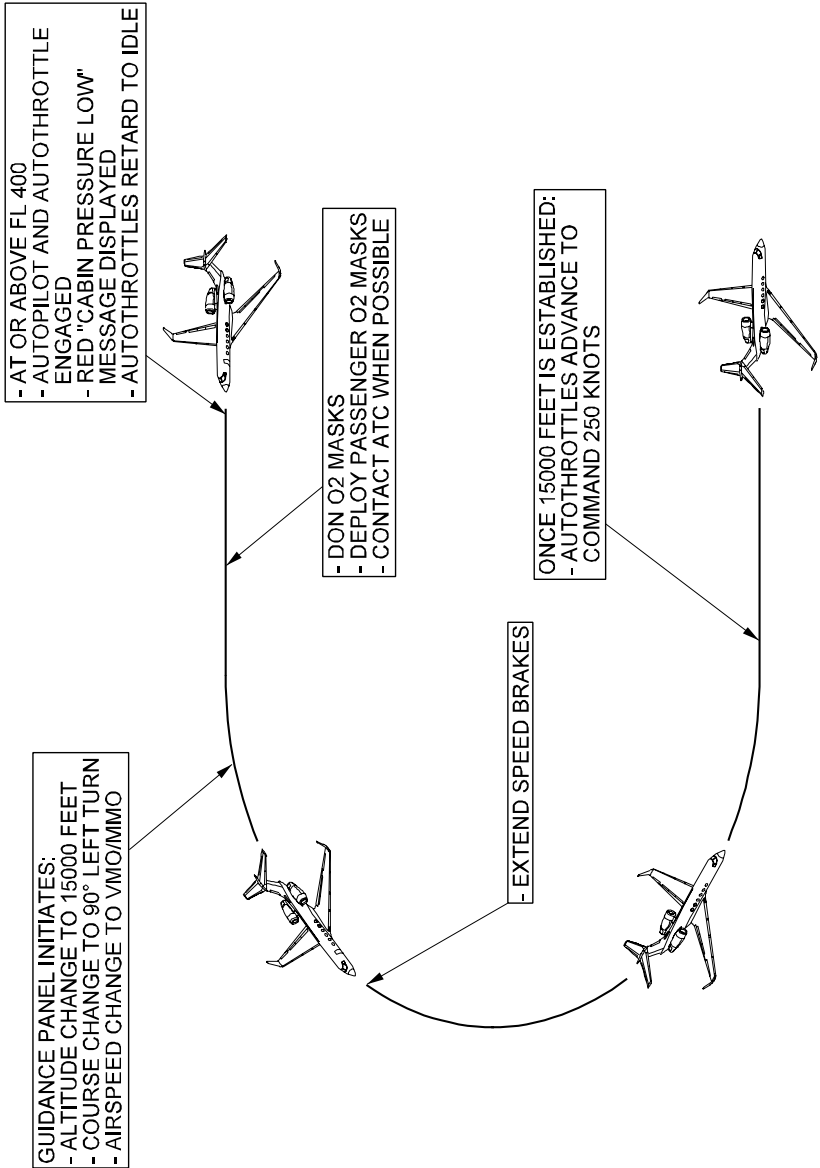 - AT OR ABOVE FL 400
- AUTOPILOT AND AUTOTHROTTLE
ENGAGED
- RED "CABIN PRESSURE LOW"
MESSAGE DISPLAYED
- AUTOTHROTTLES RETARD TO IDLE
- DON O2 MASKS
- DEPLOY PASSENGER O2 MASKS
- CONTACT ATC WHEN POSSIBLE
GUIDANCE PANEL INITIATES:
- ALTITUDE CHANGE TO 15000 FEET
- COURSE CHANGE TO 90° LEFT TURN
- AIRSPEED CHANGE TO VMO/MMO
- EXTEND SPEED BRAKES
ONCE 15000 FEET IS ESTABLISHED:
- AUTOTHROTTLES ADVANCE TO
COMMAND 250 KNOTS